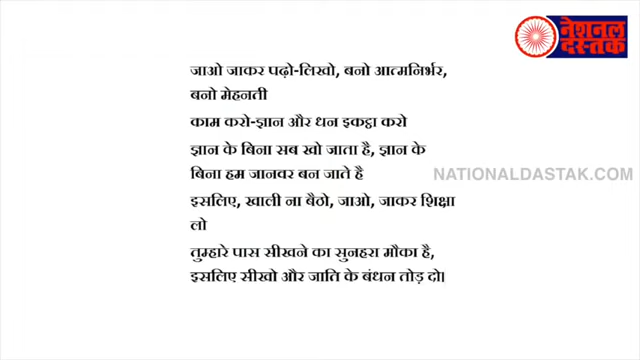 नेशनल
दस्तक
जाओ जाकर पढ़ो-लिखो, बनो आत्मनिर्भर,
बनो मेहनती
काम करो-ज्ञान और धन इकट्ठा करो
ज्ञान के बिना सब खो जाता है, ज्ञान के
बिना हम जानवर बन जाते है
NATIONALDASTAK.COM
इसलिए, खाली ना बैठो, जाओ, जाकर शिक्षा
लो
तुम्हारे पास सीखने का सुनहरा मौका है,
इसलिए सीखो और जाति के बंधन तोड़ दो।